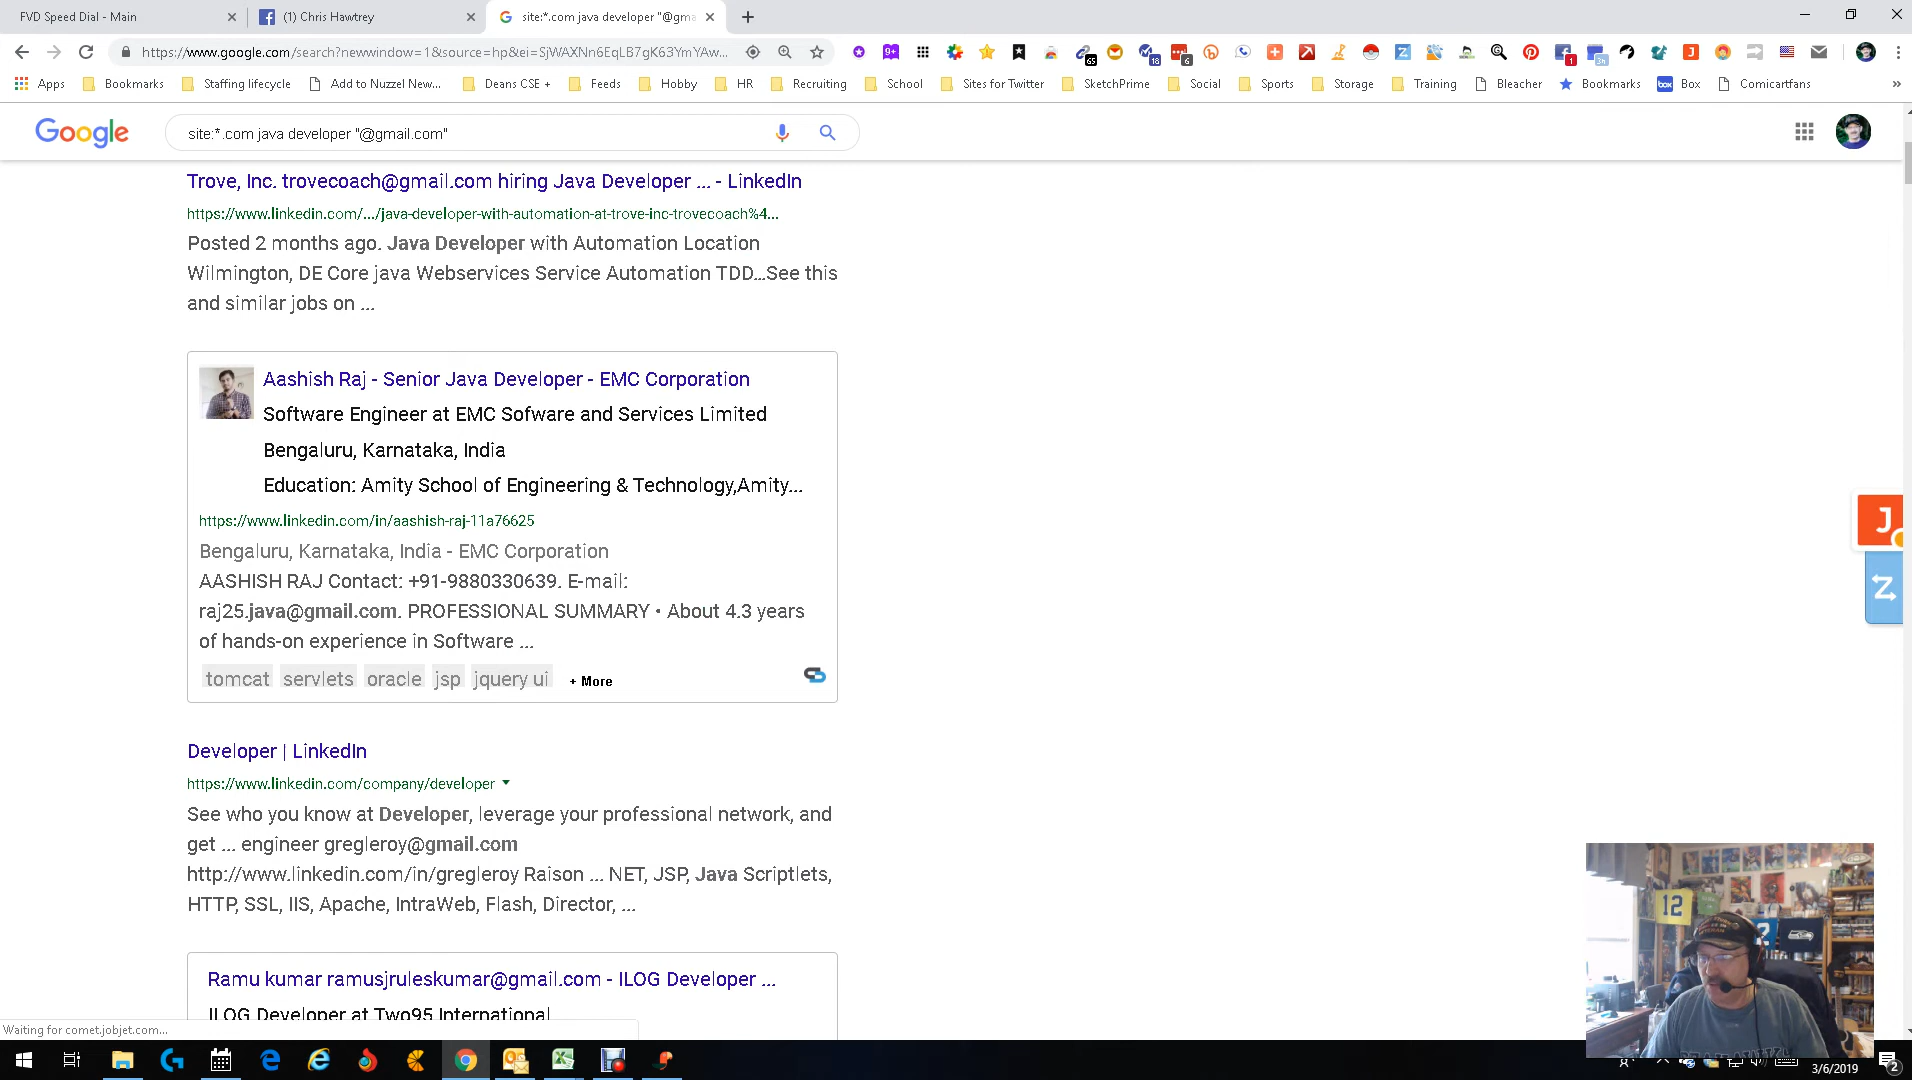 FVD Speed Dial - Main
(1) Chris Hawtrey
site:*.com java developer "@gma
https://www.google.com/search?newwindow=1&source=hp&ei=SjWAXNn6EqLB7gK63YmYAw...
Apps
Bookmarks
Staffing lifecycle
Add to Nuzzel New...
Deans CSE +
Feeds
Hobby
HR
Recruiting
School
Sites for Twitter
SketchPrime
Social
Sports
Storage
Training
Bleacher
Bookmarks
Box
Comicartfans
»
Google
site:*.com java developer "@gmail.com"
Trove, Inc. trovecoach@gmail.com hiring Java Developer ... - LinkedIn
https://www.linkedin.com/.../java-developer-with-automation-at-trove-inc-trovecoach%4...
Posted 2 months ago. Java Developer with Automation Location
Wilmington, DE Core java Webservices Service Automation TDD...See this
and similar jobs on ...
Aashish Raj - Senior Java Developer - EMC Corporation
Software Engineer at EMC Sofware and Services Limited
Bengaluru, Karnataka, India
Education: Amity School of Engineering & Technology,Amity...
https://www.linkedin.com/in/aashish-raj-11a76625
Bengaluru, Karnataka, India - EMC Corporation
AASHISH RAJ Contact: +91-9880330639. E-mail:
raj25.java@gmail.com. PROFESSIONAL SUMMARY • About 4.3 years
of hands-on experience in Software ...
tomcat servlets oracle jsp jquery ui + More
Developer | LinkedIn
https://www.linkedin.com/company/developer
See who you know at Developer, leverage your professional network, and
get ... engineer gregleroy@gmail.com
http://www.linkedin.com/in/gregleroy Raison ... NET, JSP, Java Scriptlets,
HTTP, SSL, IIS, Apache, IntraWeb, Flash, Director, ...
Ramu kumar ramusjruleskumar@gmail.com - ILOG Developer ...
ILOG Developer at Two95 International
J
Z
12
Waiting for comet.jobjet.com...
3/6/2019
2